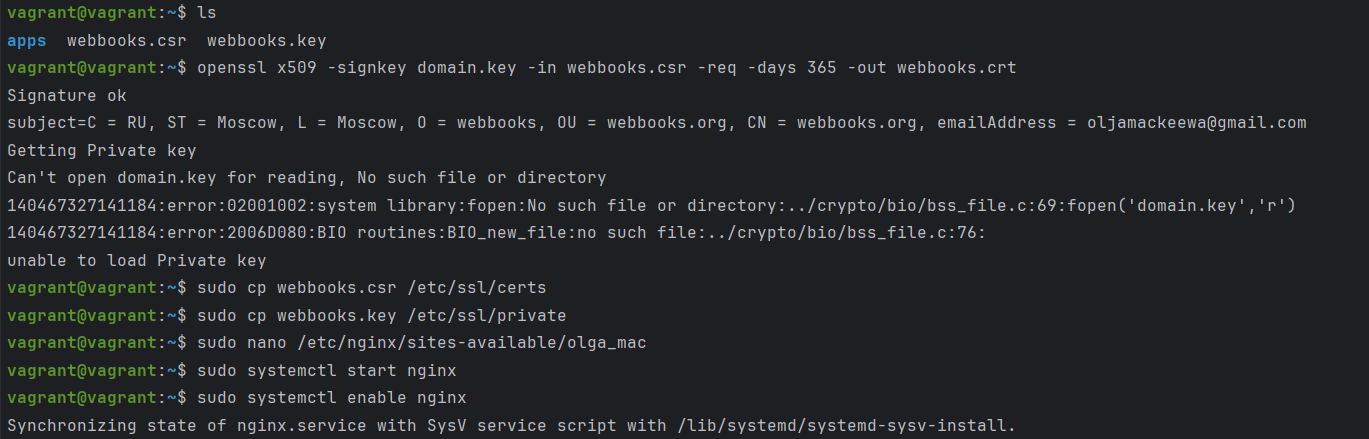 vagrant@vagrant:~$ ls
apps  webbooks.csr  webbooks.key
vagrant@vagrant:~$ openssl x509 -signkey domain.key -in webbooks.csr -req -days 365 -out webbooks.crt
Signature ok
subject=C = RU, ST = Moscow, L = Moscow, O = webbooks, OU = webbooks.org, CN = webbooks.org, emailAddress = oljamackeewa@gmail.com
Getting Private key
Can't open domain.key for reading, No such file or directory
140467327141184:error:02001002:system library:fopen:No such file or directory:../crypto/bio/bss_file.c:69:fopen('domain.key','r')
140467327141184:error:2006D080:BIO routines:BIO_new_file:no such file:../crypto/bio/bss_file.c:76:
unable to load Private key
vagrant@vagrant:~$ sudo cp webbooks.csr /etc/ssl/certs
vagrant@vagrant:~$ sudo cp webbooks.key /etc/ssl/private
vagrant@vagrant:~$ sudo nano /etc/nginx/sites-available/olga_mac
vagrant@vagrant:~$ sudo systemctl start nginx
vagrant@vagrant:~$ sudo systemctl enable nginx
Synchronizing state of nginx.service with SysV service script with /lib/systemd/systemd-sysv-install.